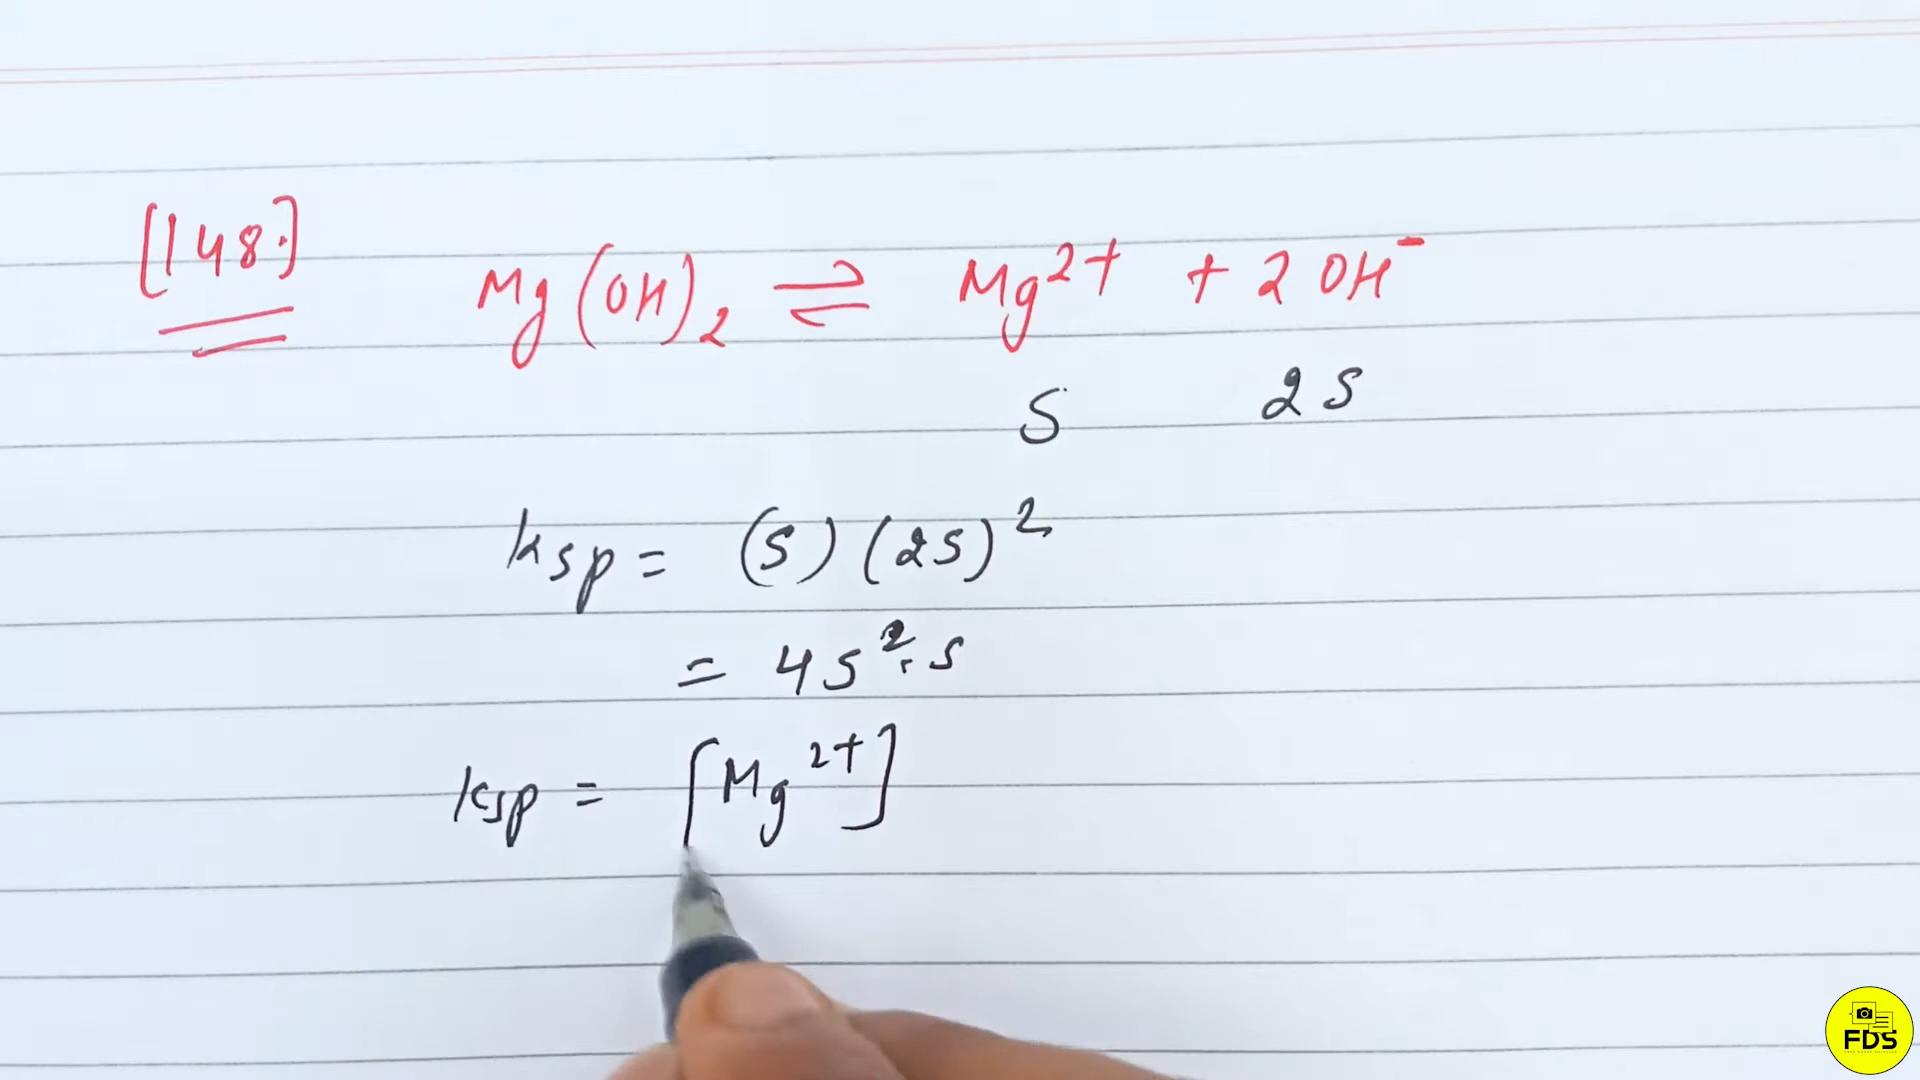 [148.] Mg(OH)₂ ⇌ Mg²⁺ + 2OH⁻
S 2S
ksp = (s)(2s)²
= 4s²·s
ksp = [Mg²⁺]
FDS